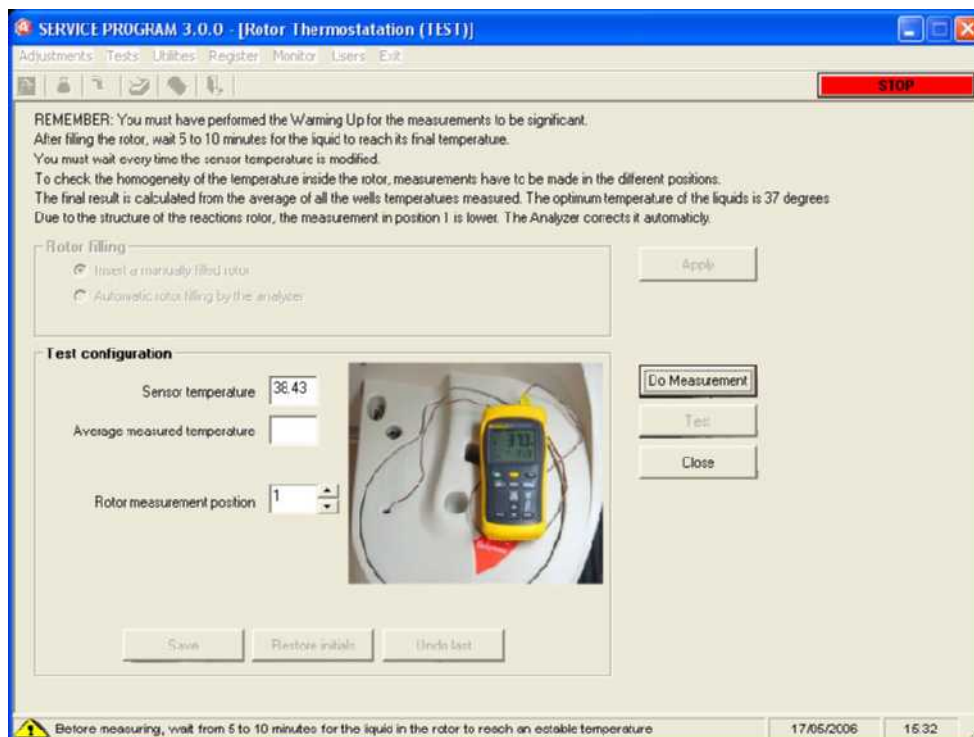 SERVICE PROGRAM 3.0.0 - [Rotor Thermostatation (TEST)]
Adjustments Tests Utilities Register Monitor Users Exit
STOP
REMEMBER: You must have performed the Warming Up for the measurements to be significant.
After filling the rotor, wait 5 to 10 minutes for the liquid to reach its final temperature.
You must wait every time the sensor temperature is modified.
To check the homogeneity of the temperature inside the rotor, measurements have to be made in the different positions.
The final result is calculated from the average of all the wells temperatures measured. The optimum temperature of the liquids is 37 degrees
Due to the structure of the reactions rotor, the measurement in position 1 is lower. The Analyzer corrects it automaticly.
Rotor filling
Insert a manually filled rotor
Apply
Automatic rotor filling by the analyzer
Test configuration
Sensor temperature 38.43
Do Measurement
Average measured temperature
Test
Close
Rotor measurement position 1
Save Restore initials Undo last
Before measuring, wait from 5 to 10 minutes for the liquid in the rotor to reach an estable temperature 17/05/2006 15:32